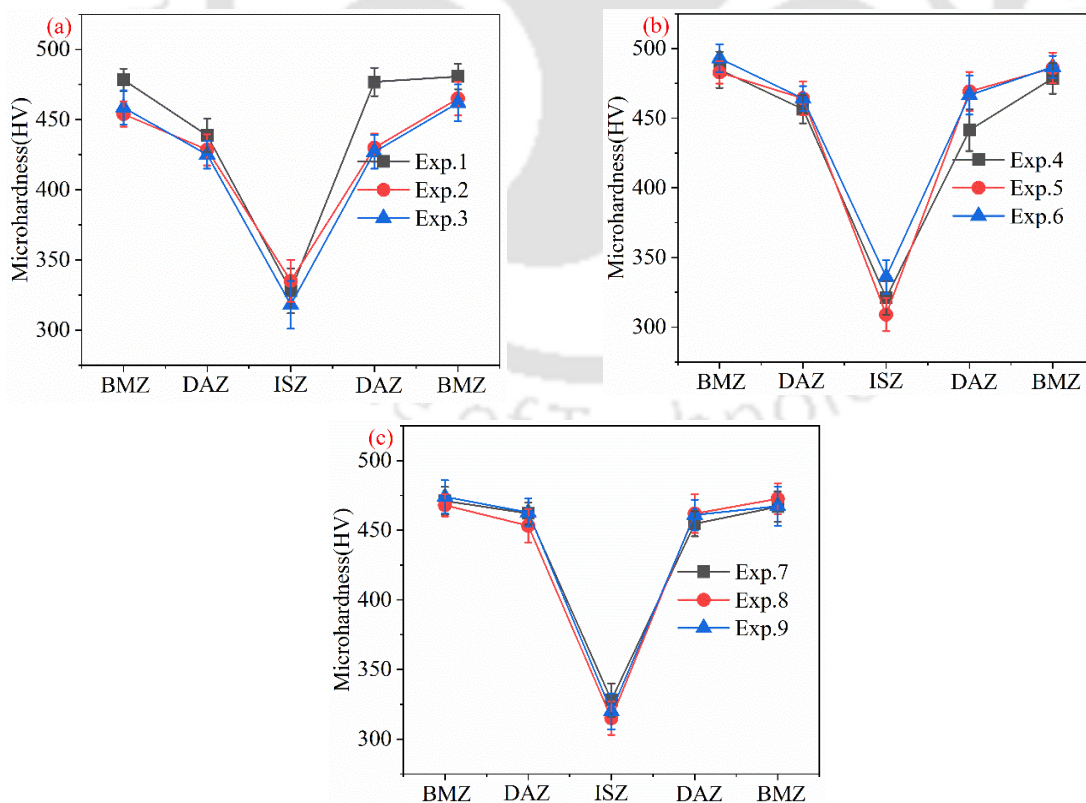 (a)
Microhardness(HV)
500
450
400
350
300
Exp.1
Exp.2
Exp.3
BMZ DAZ ISZ DAZ BMZ
(b)
Microhardness(HV)
500
450
400
350
300
Exp.4
Exp.5
Exp.6
BMZ DAZ ISZ DAZ BMZ
of Technolo
(c)
Microhardness(HV)
500
450
400
350
300
Exp.7
Exp.8
Exp.9
BMZ DAZ ISZ DAZ BMZ